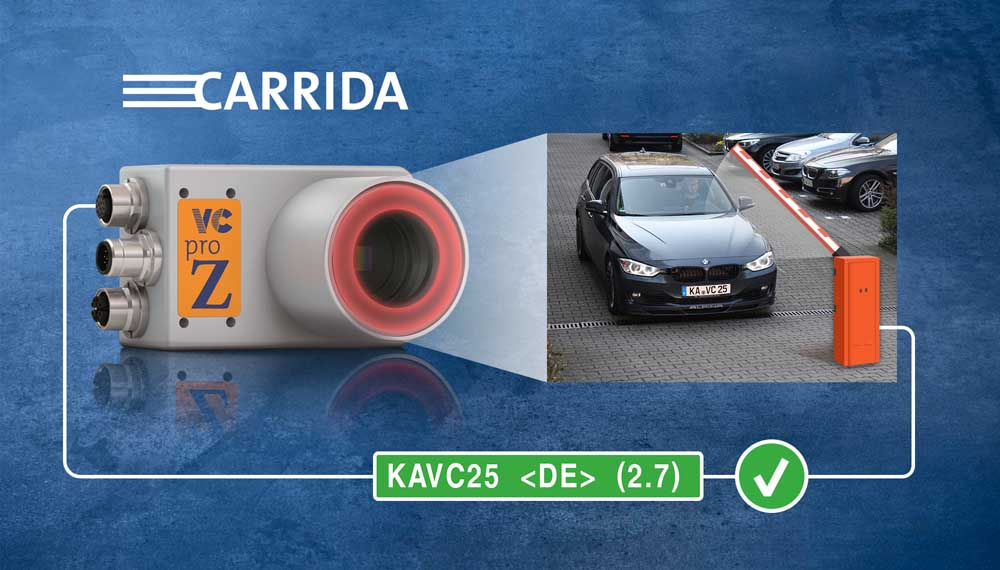 CARRIDA
VC
pro
Z
KA VC 25
KAVC25 <DE> (2.7)